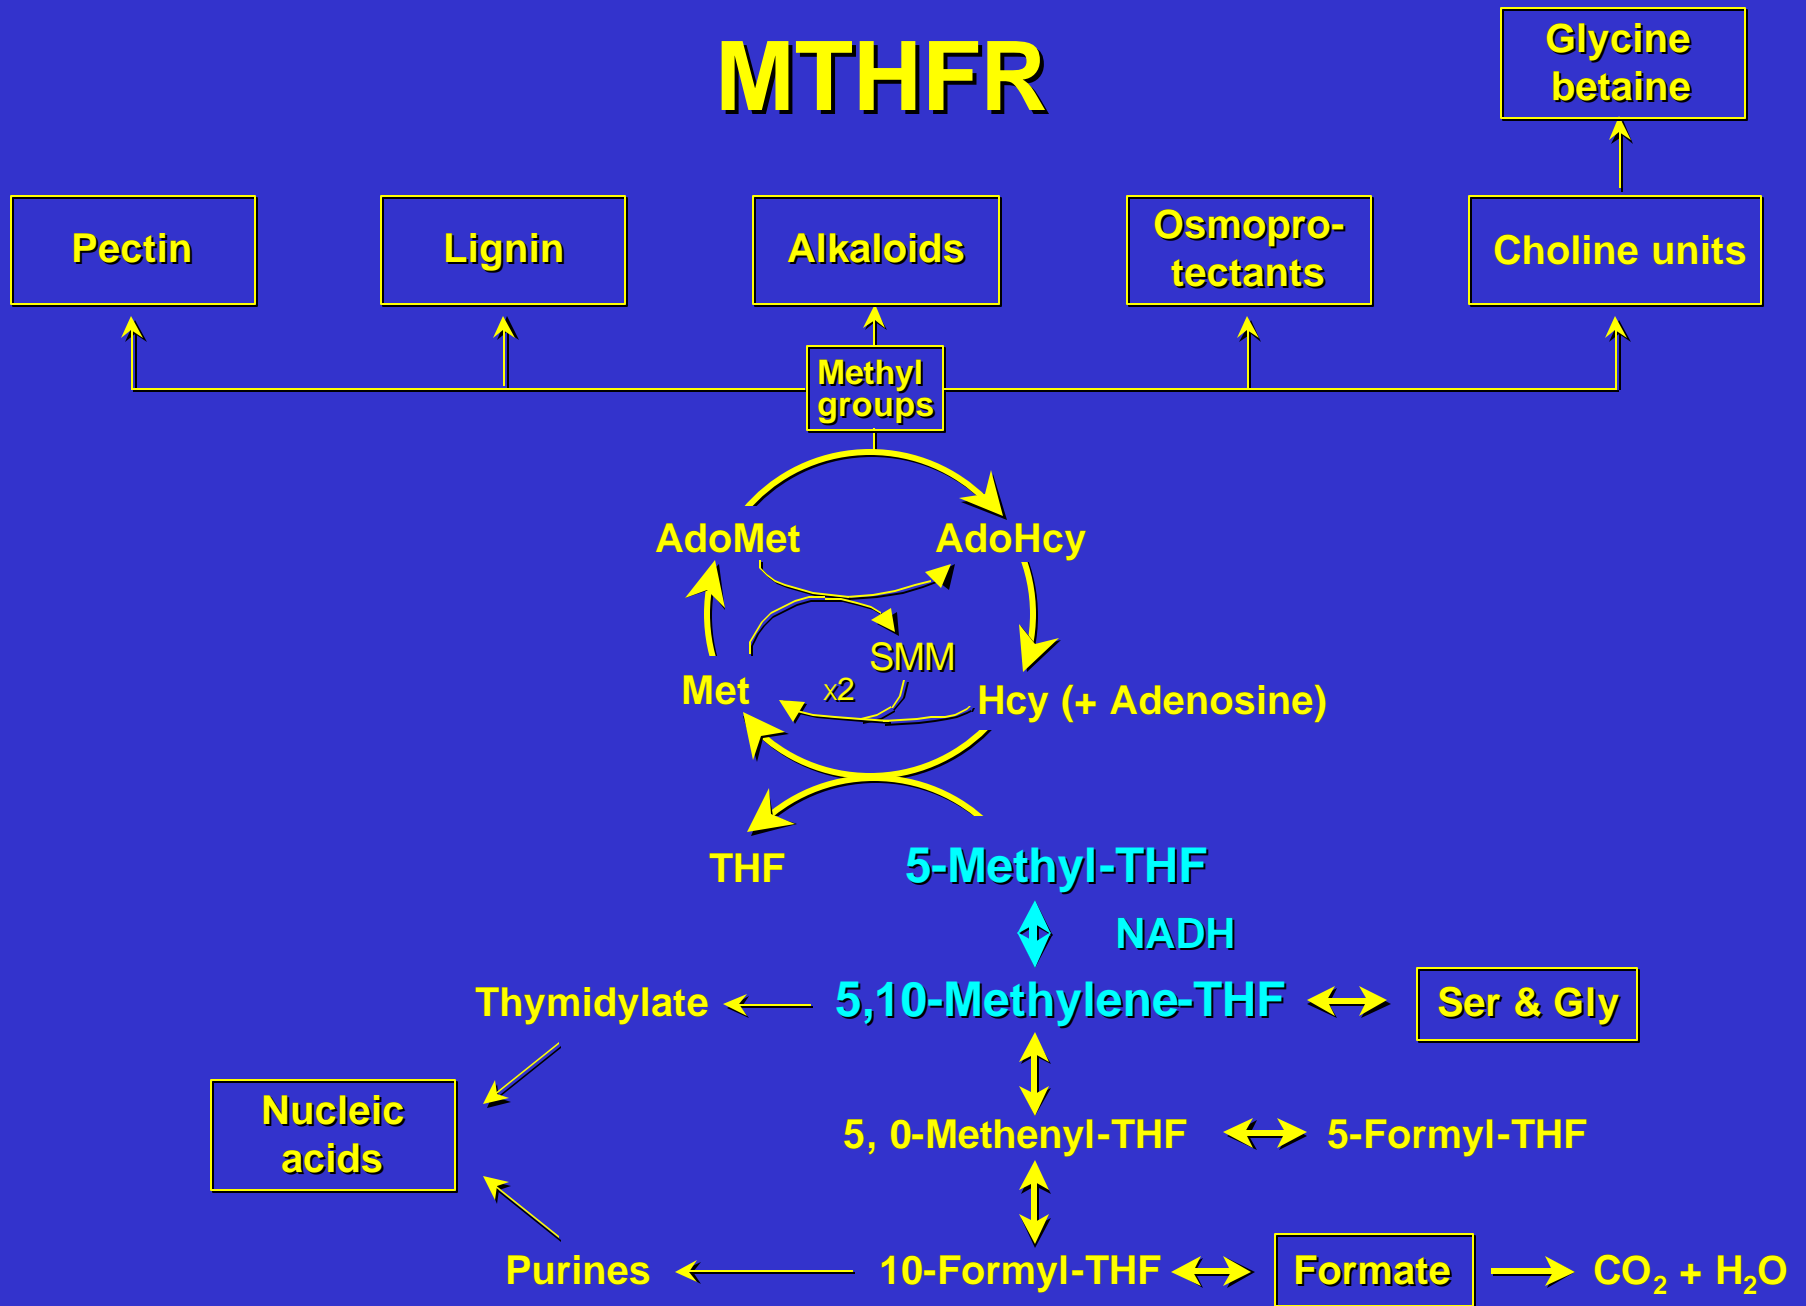 MTHFR
Glycine
betaine
Pectin
Lignin
Alkaloids
Osmopro-
tectants
Choline units
Methyl
groups
AdoMet
AdoHcy
SMM
Met
x2
Hcy (+ Adenosine)
THF
5-Methyl-THF
NADH
Thymidylate
5,10-Methylene-THF
Ser & Gly
Nucleic
acids
5, 0-Methenyl-THF
5-Formyl-THF
Purines
10-Formyl-THF
Formate
CO₂ + H₂O